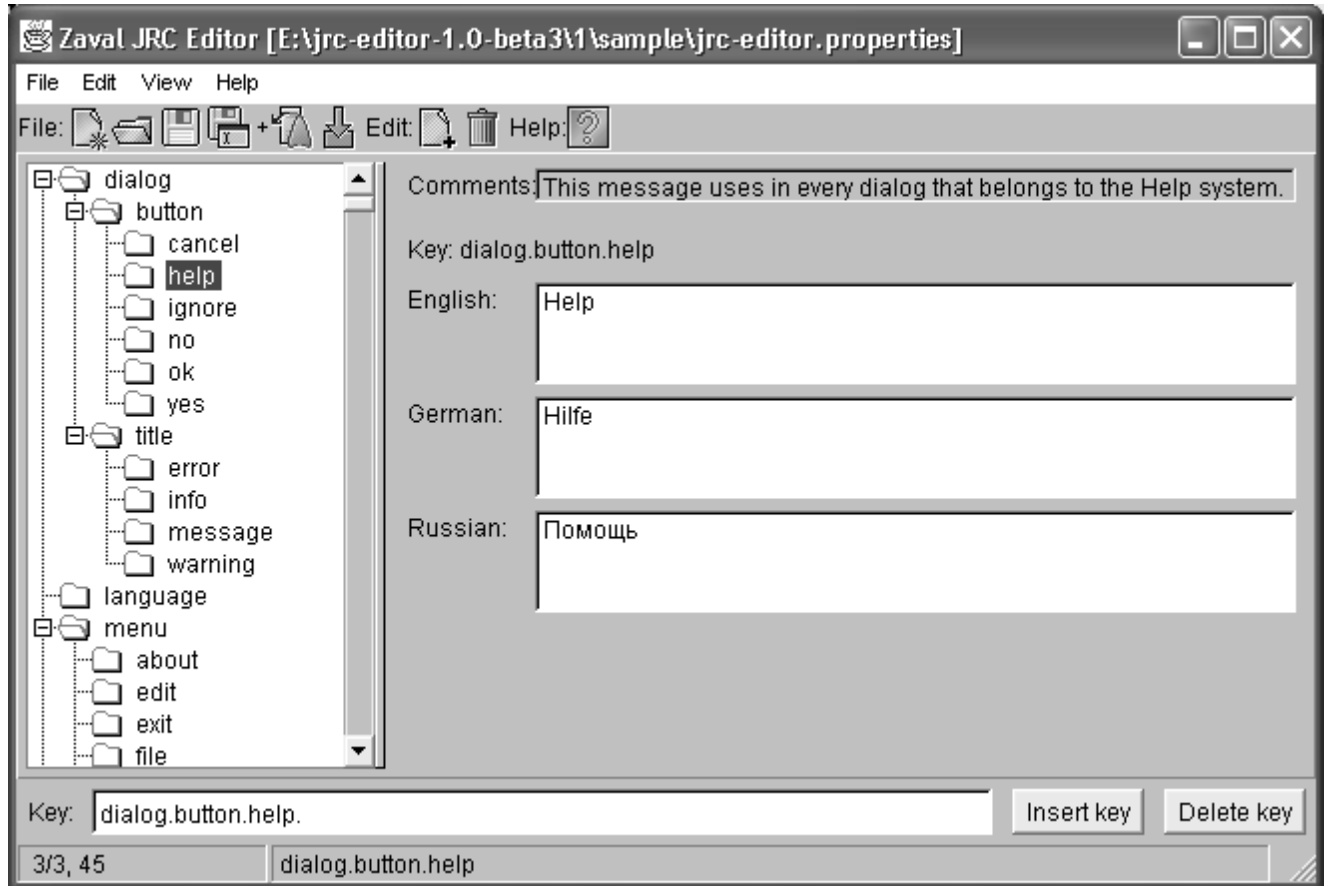 Zaval JRC Editor [E:\jrc-editor-1.0-beta3\1\sample\jrc-editor.properties]
File Edit View Help
File: Edit: Help:
dialog
button
cancel
help
ignore
no
ok
yes
title
error
info
message
warning
language
menu
about
edit
exit
file
Comments: This message uses in every dialog that belongs to the Help system.
Key: dialog.button.help
English: Help
German: Hilfe
Russian: Помощь
Key: dialog.button.help. Insert key Delete key
3/3, 45 dialog.button.help